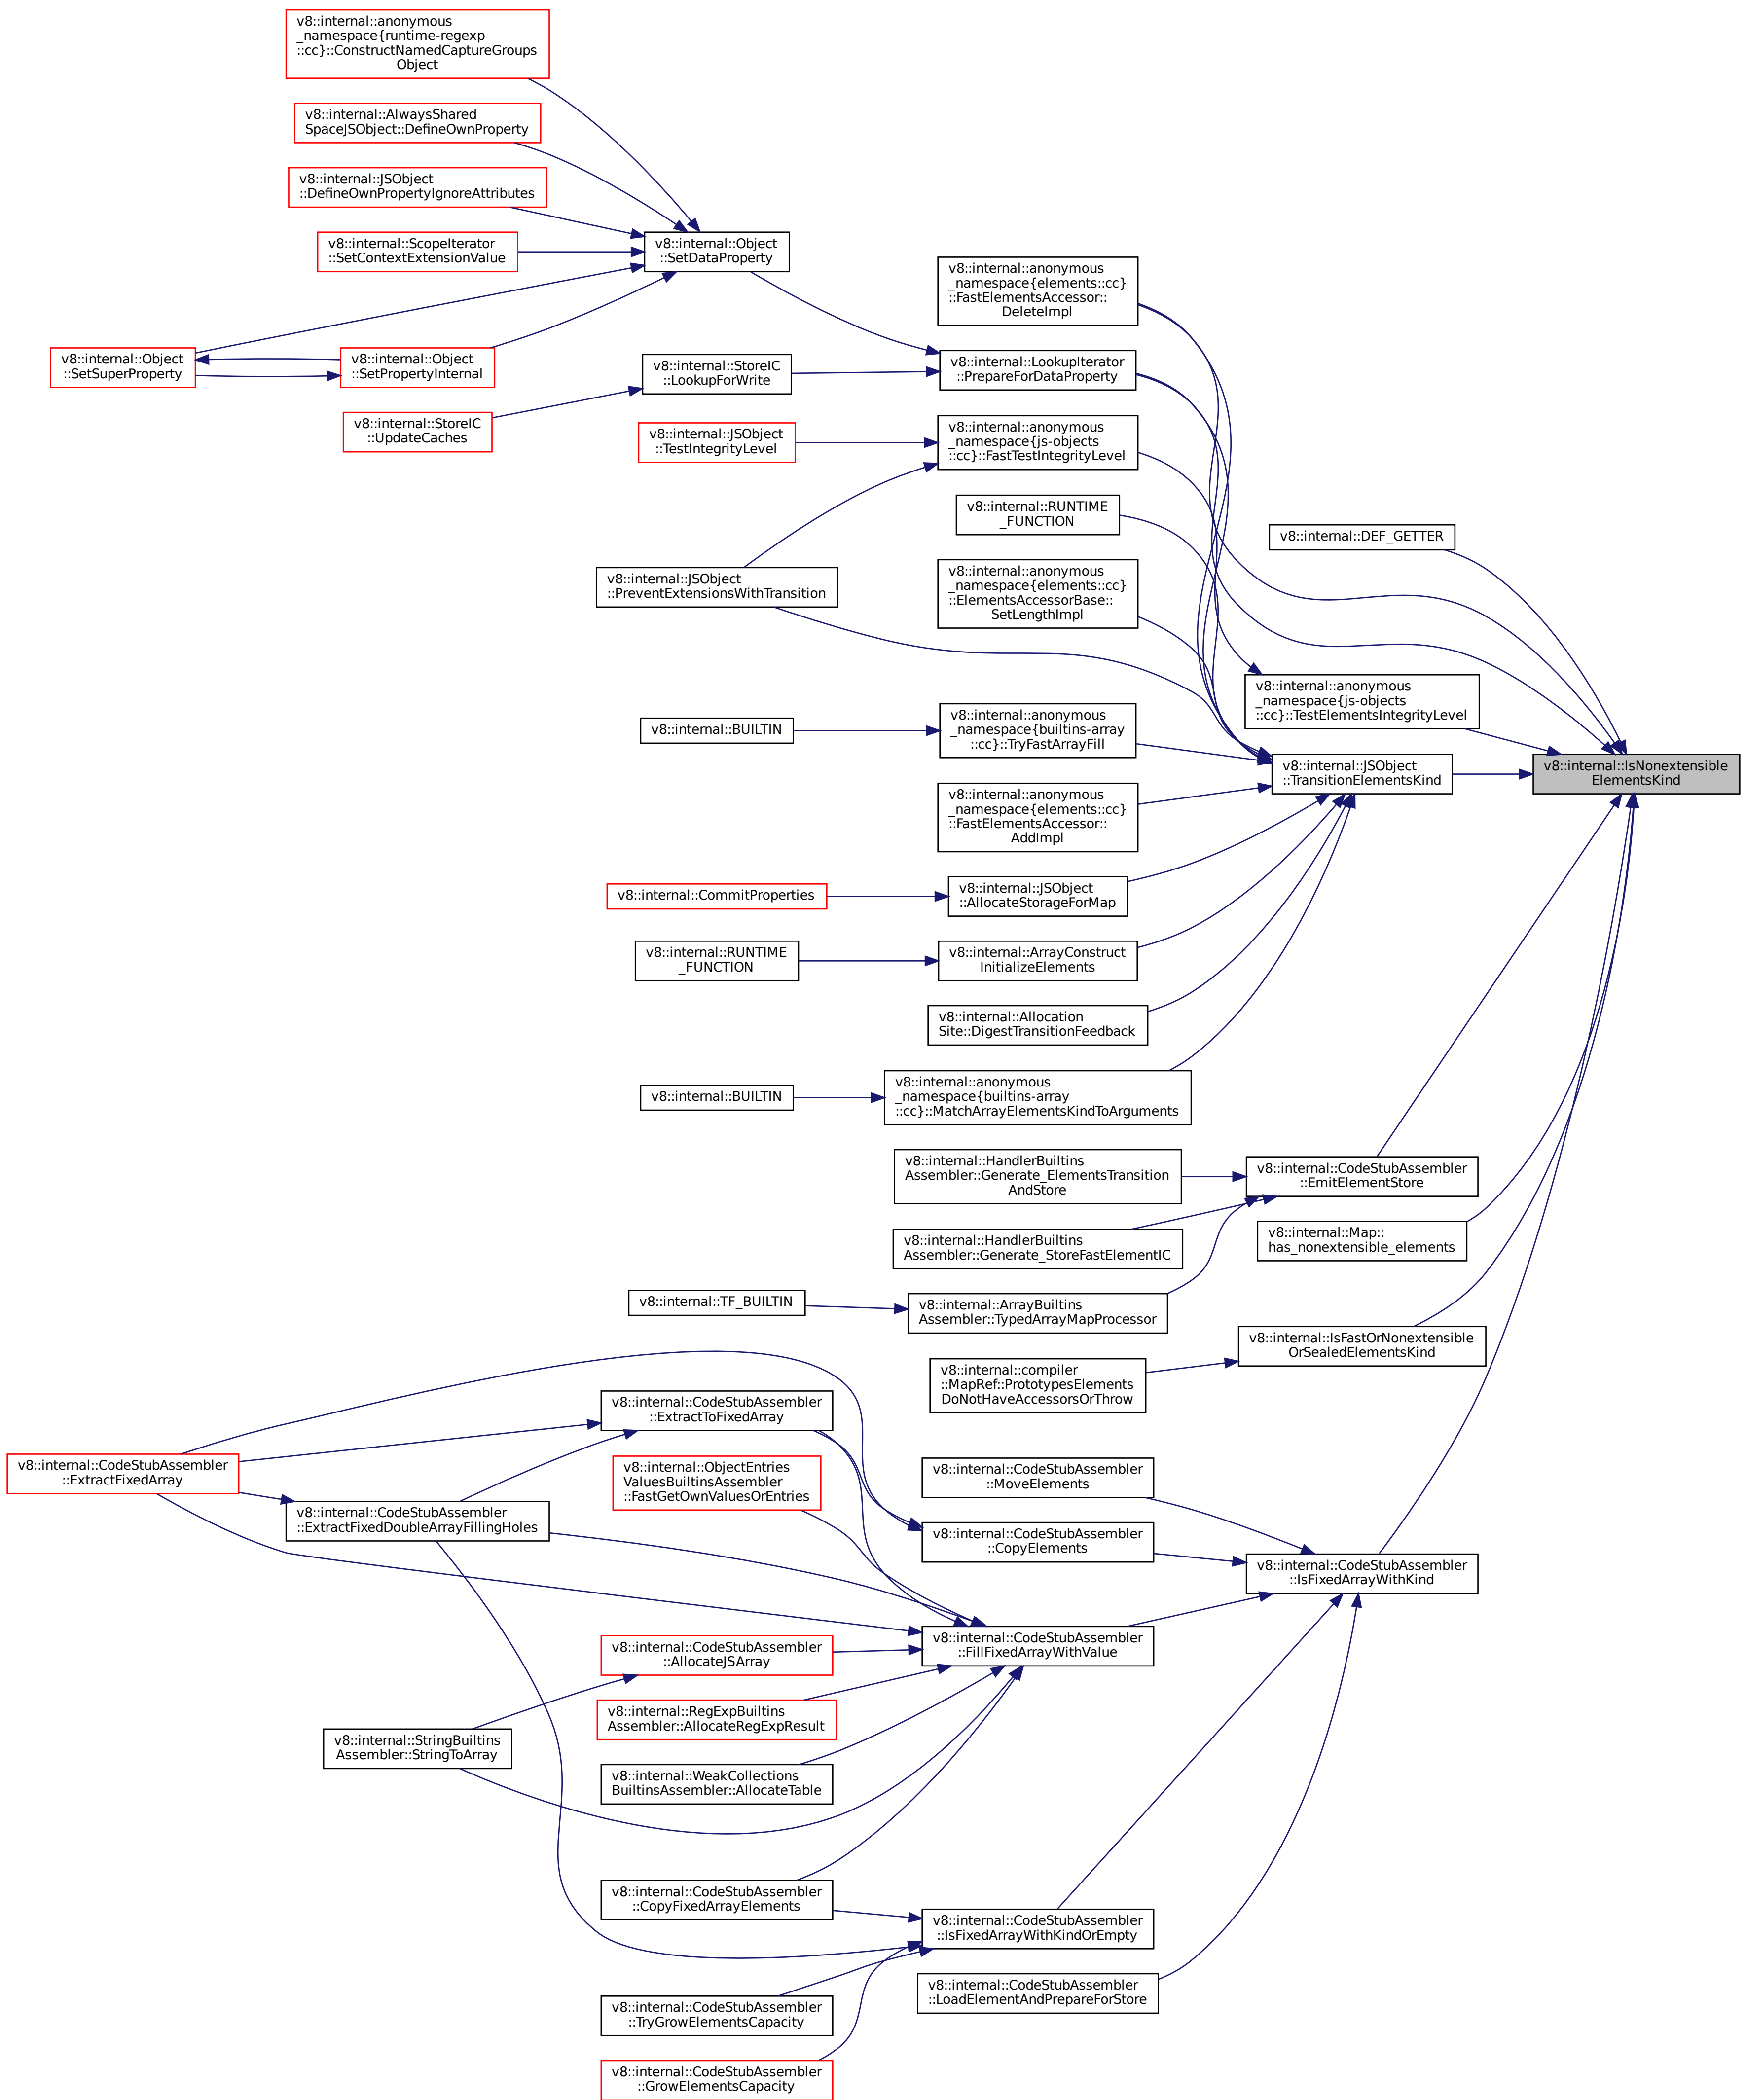 v8::internal::anonymous
_namespace{runtime-regexp
::cc}::ConstructNamedCaptureGroups
Object
v8::internal::AlwaysShared
SpaceJSObject::DefineOwnProperty
v8::internal::JSObject
::DefineOwnPropertyIgnoreAttributes
v8::internal::ScopeIterator
::SetContextExtensionValue
v8::internal::Object
::SetDataProperty
v8::internal::Object
::SetSuperProperty
v8::internal::Object
::SetPropertyInternal
v8::internal::StoreIC
::LookupForWrite
v8::internal::StoreIC
::UpdateCaches
v8::internal::anonymous
_namespace{elements::cc}
::FastElementsAccessor::
DeleteImpl
v8::internal::LookupIterator
::PrepareForDataProperty
v8::internal::JSObject
::TestIntegrityLevel
v8::internal::anonymous
_namespace{js-objects
::cc}::FastTestIntegrityLevel
v8::internal::RUNTIME
_FUNCTION
v8::internal::DEF_GETTER
v8::internal::JSObject
::PreventExtensionsWithTransition
v8::internal::anonymous
_namespace{elements::cc}
::ElementsAccessorBase::
SetLengthImpl
v8::internal::anonymous
_namespace{js-objects
::cc}::TestElementsIntegrityLevel
v8::internal::BUILTIN
v8::internal::anonymous
_namespace{builtins-array
::cc}::TryFastArrayFill
v8::internal::JSObject
::TransitionElementsKind
v8::internal::IsNonextensible
ElementsKind
v8::internal::anonymous
_namespace{elements::cc}
::FastElementsAccessor::
AddImpl
v8::internal::CommitProperties
v8::internal::JSObject
::AllocateStorageForMap
v8::internal::RUNTIME
_FUNCTION
v8::internal::ArrayConstruct
InitializeElements
v8::internal::Allocation
Site::DigestTransitionFeedback
v8::internal::BUILTIN
v8::internal::anonymous
_namespace{builtins-array
::cc}::MatchArrayElementsKindToArguments
v8::internal::HandlerBuiltins
Assembler::Generate_ElementsTransition
AndStore
v8::internal::CodeStubAssembler
::EmitElementStore
v8::internal::HandlerBuiltins
Assembler::Generate_StoreFastElementIC
v8::internal::Map::
has_nonextensible_elements
v8::internal::TF_BUILTIN
v8::internal::ArrayBuiltins
Assembler::TypedArrayMapProcessor
v8::internal::IsFastOrNonextensible
OrSealedElementsKind
v8::internal::compiler
::MapRef::PrototypesElements
DoNotHaveAccessorsOrThrow
v8::internal::CodeStubAssembler
::ExtractToFixedArray
v8::internal::CodeStubAssembler
::ExtractFixedArray
v8::internal::ObjectEntries
ValuesBuiltinsAssembler
::FastGetOwnValuesOrEntries
v8::internal::CodeStubAssembler
::MoveElements
v8::internal::CodeStubAssembler
::ExtractFixedDoubleArrayFillingHoles
v8::internal::CodeStubAssembler
::CopyElements
v8::internal::CodeStubAssembler
::IsFixedArrayWithKind
v8::internal::CodeStubAssembler
::FillFixedArrayWithValue
v8::internal::CodeStubAssembler
::AllocateJSArray
v8::internal::RegExpBuiltins
Assembler::AllocateRegExpResult
v8::internal::StringBuiltins
Assembler::StringToArray
v8::internal::WeakCollections
BuiltinsAssembler::AllocateTable
v8::internal::CodeStubAssembler
::CopyFixedArrayElements
v8::internal::CodeStubAssembler
::IsFixedArrayWithKindOrEmpty
v8::internal::CodeStubAssembler
::LoadElementAndPrepareForStore
v8::internal::CodeStubAssembler
::TryGrowElementsCapacity
v8::internal::CodeStubAssembler
::GrowElementsCapacity